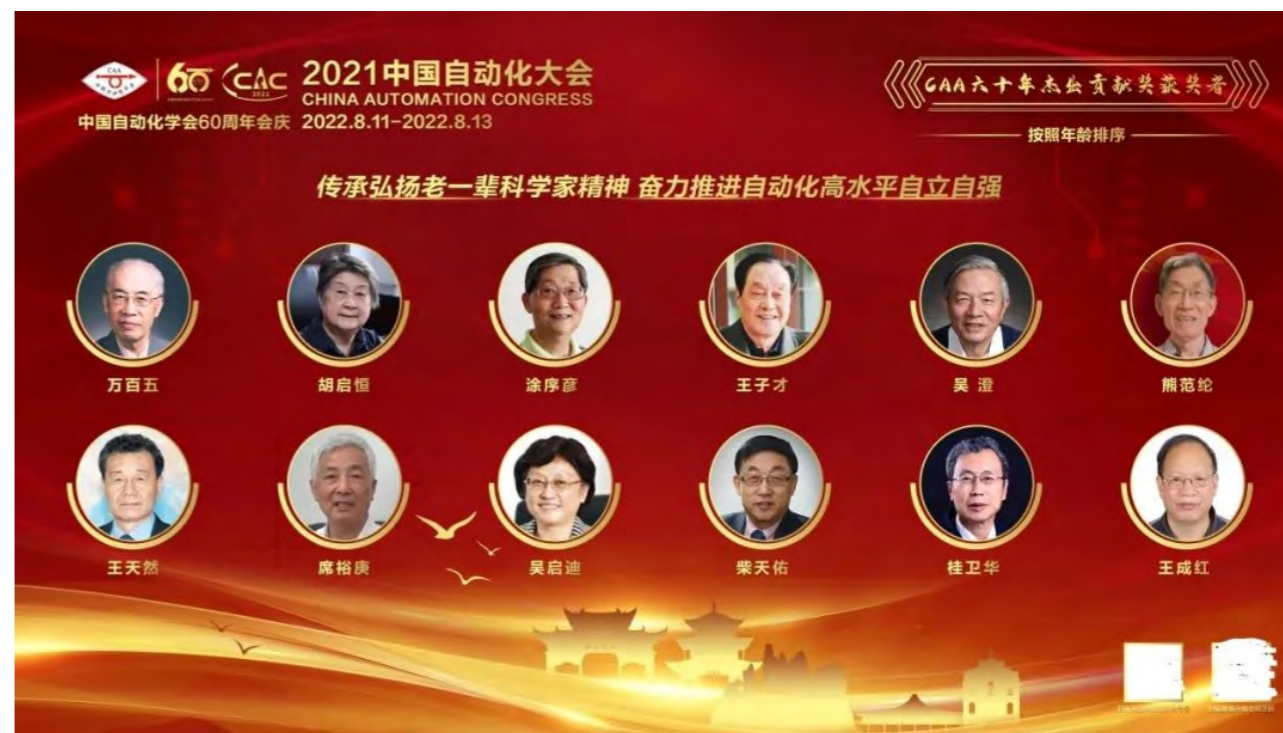 CAA
60
CAC
2021
2021中国自动化大会
CHINA AUTOMATION CONGRESS
中国自动化学会60周年会庆 2022.8.11-2022.8.13
CAA六十年杰出贡献奖获奖者
按照年龄排序
传承弘扬老一辈科学家精神 奋力推进自动化高水平自立自强
万百五 胡启恒 涂序彦 王子才 吴 澄 熊范纶
王天然 席裕庚 吴启迪 柴天佑 桂卫华 王成红